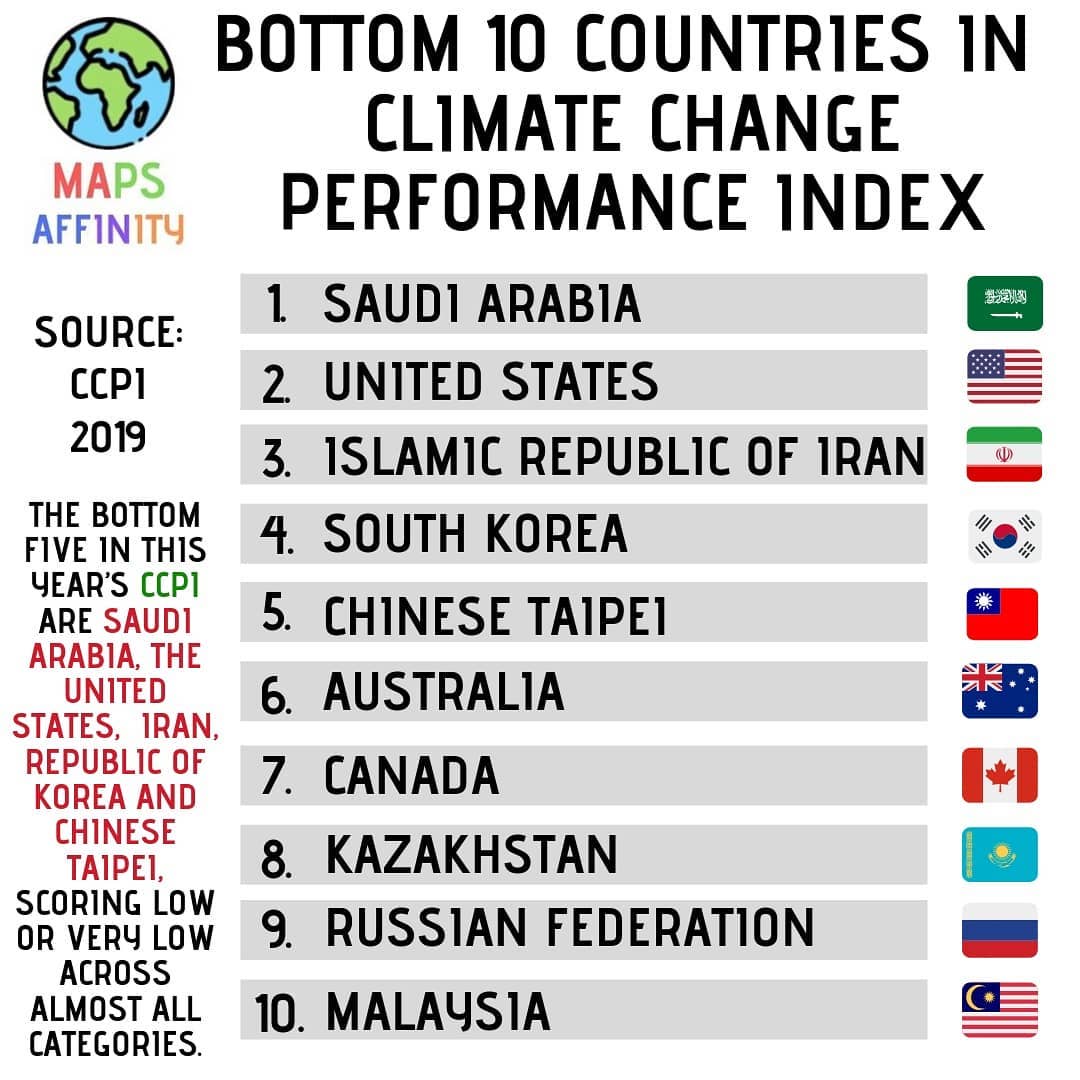 BOTTOM 10 COUNTRIES IN
CLIMATE CHANGE
PERFORMANCE INDEX
MAPS
AFFINITY
SOURCE:
CCPI
2019
THE BOTTOM
FIVE IN THIS
YEAR'S CCPI
ARE SAUDI
ARABIA, THE
UNITED
STATES, IRAN,
REPUBLIC OF
KOREA AND
CHINESE
TAIPEI,
SCORING LOW
OR VERY LOW
ACROSS
ALMOST ALL
CATEGORIES.
1. SAUDI ARABIA
2. UNITED STATES
3. ISLAMIC REPUBLIC OF IRAN
4. SOUTH KOREA
5. CHINESE TAIPEI
6. AUSTRALIA
7. CANADA
8. KAZAKHSTAN
9. RUSSIAN FEDERATION
10. MALAYSIA